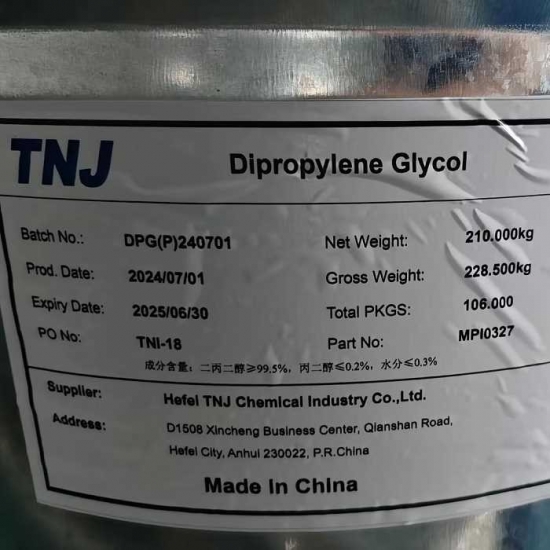 TNJ Dipropylene Glycol
Batch No.: DPG(P)240701 Net Weight: 210.000kg
Prod. Date: 2024/07/01 Gross Weight: 228.500kg
Expiry Date: 2025/06/30 Total PKGS: 106.000
PO No: TNI-18 Part No: MPI0327
成分含量：二丙二醇≥99.5%，丙二醇≤0.2%，水分≤0.3%
Supplier: Hefei TNJ Chemical Industry Co.,Ltd.
Address: D1508 Xincheng Business Center, Qianshan Road,
Hefei City, Anhui 230022, P.R.China
Made in China